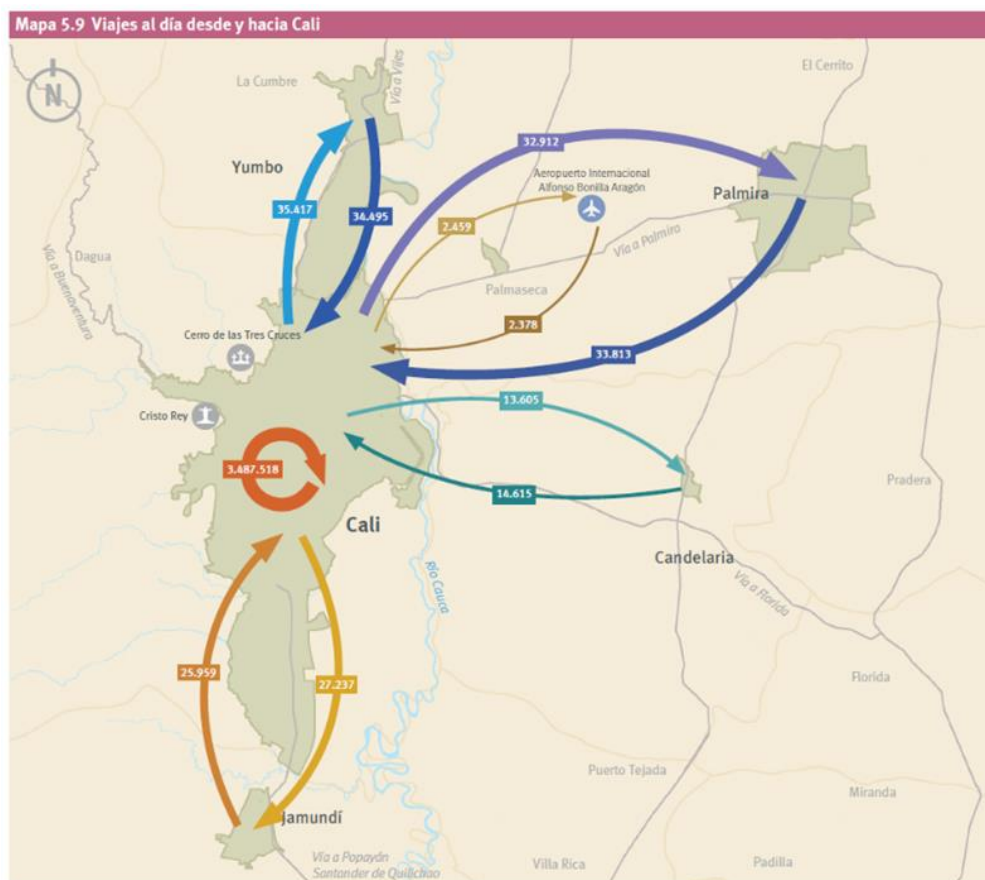 Mapa 5.9 Viajes al día desde y hacia Cali
N
La Cumbre
Vía a Vijes
El Cerrito
Yumbo
32.912
Aeropuerto Internacional
Alfonso Bonilla Aragón
Palmira
35.417
34.495
2.459
Vía a Palmira
Vía a Buenaventura
Dagua
Palmaseca
Cerro de las Tres Cruces
2.378
33.813
Cristo Rey
13.605
3.487.518
14.615
Pradera
Cali
Candelaria
Río Cauca
Vía a Florida
25.959
27.237
Florida
Puerto Tejada
Miranda
Jamundí
Vía a Popayán
Santander de Quilichao
Villa Rica
Padilla